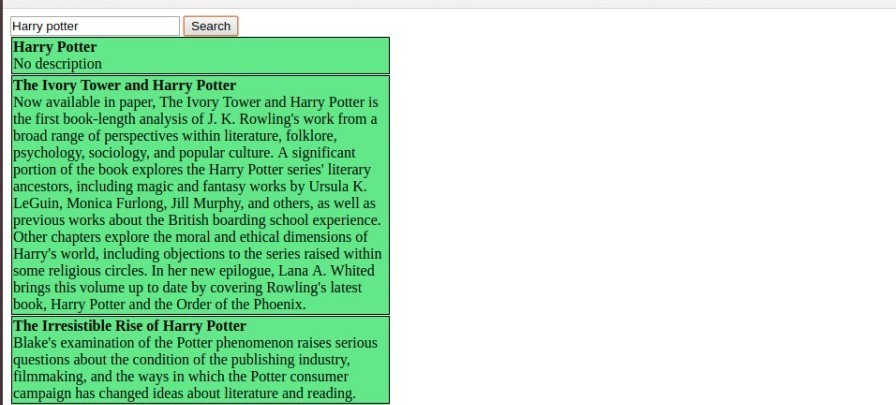 Harry potter Search
Harry Potter
No description
The Ivory Tower and Harry Potter
Now available in paper, The Ivory Tower and Harry Potter is
the first book-length analysis of J. K. Rowling's work from a
broad range of perspectives within literature, folklore,
psychology, sociology, and popular culture. A significant
portion of the book explores the Harry Potter series' literary
ancestors, including magic and fantasy works by Ursula K.
LeGuin, Monica Furlong, Jill Murphy, and others, as well as
previous works about the British boarding school experience.
Other chapters explore the moral and ethical dimensions of
Harry's world, including objections to the series raised within
some religious circles. In her new epilogue, Lana A. Whited
brings this volume up to date by covering Rowling's latest
book, Harry Potter and the Order of the Phoenix.
The Irresistible Rise of Harry Potter
Blake's examination of the Potter phenomenon raises serious
questions about the condition of the publishing industry,
filmmaking, and the ways in which the Potter consumer
campaign has changed ideas about literature and reading.